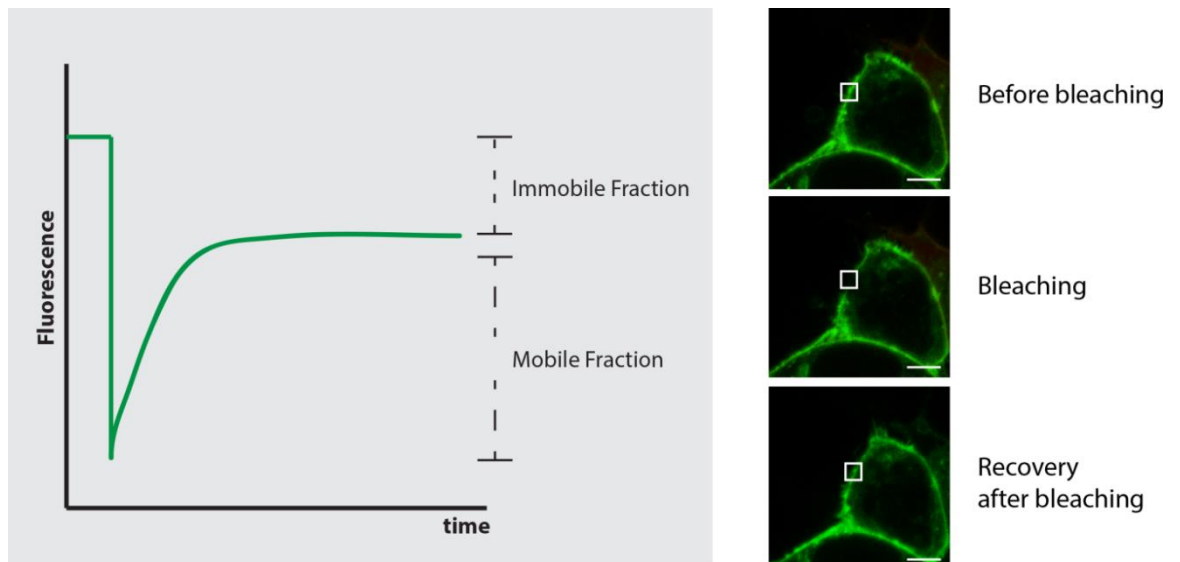 Fluorescence
Immobile Fraction
Mobile Fraction
time
Before bleaching
Bleaching
Recovery
after bleaching